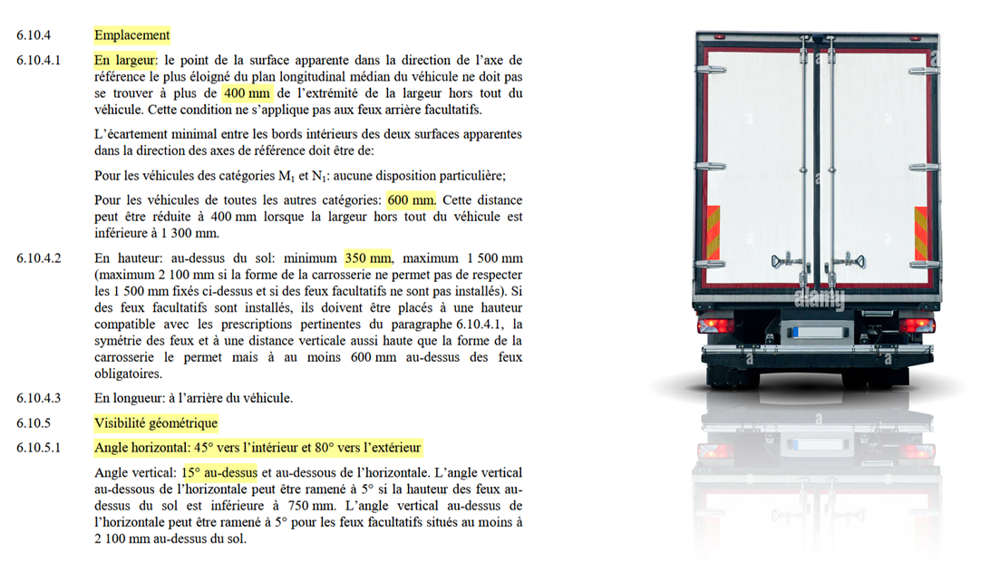 6.10.4 Emplacement
6.10.4.1 En largeur: le point de la surface apparente dans la direction de l’axe de
référence le plus éloigné du plan longitudinal médian du véhicule ne doit pas
se trouver à plus de 400 mm de l’extrémité de la largeur hors tout du
véhicule. Cette condition ne s’applique pas aux feux arrière facultatifs.
L’écartement minimal entre les bords intérieurs des deux surfaces apparentes
dans la direction des axes de référence doit être de:
Pour les véhicules des catégories M₁ et N₁: aucune disposition particulière;
Pour les véhicules de toutes les autres catégories: 600 mm. Cette distance
peut être réduite à 400 mm lorsque la largeur hors tout du véhicule est
inférieure à 1 300 mm.
6.10.4.2 En hauteur: au-dessus du sol: minimum 350 mm, maximum 1 500 mm
(maximum 2 100 mm si la forme de la carrosserie ne permet pas de respecter
les 1 500 mm fixés ci-dessus et si des feux facultatifs ne sont pas installés). Si
des feux facultatifs sont installés, ils doivent être placés à une hauteur
compatible avec les prescriptions pertinentes du paragraphe 6.10.4.1, la
symétrie des feux et à une distance verticale aussi haute que la forme de la
carrosserie le permet mais à au moins 600 mm au-dessus des feux
obligatoires.
6.10.4.3 En longueur: à l’arrière du véhicule.
6.10.5 Visibilité géométrique
6.10.5.1 Angle horizontal: 45° vers l’intérieur et 80° vers l’extérieur
Angle vertical: 15° au-dessus et au-dessous de l’horizontale. L’angle vertical
au-dessous de l’horizontale peut être ramené à 5° si la hauteur des feux au-
dessus du sol est inférieure à 750 mm. L’angle vertical au-dessus de
l’horizontale peut être ramené à 5° pour les feux facultatifs situés au moins à
2 100 mm au-dessus du sol.
alamy